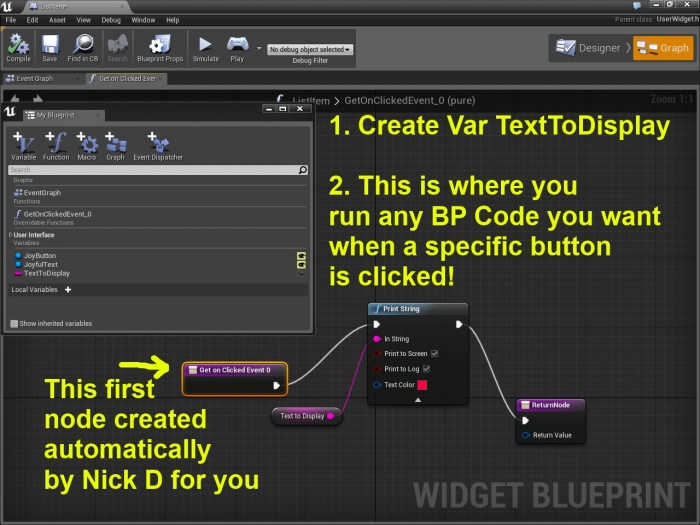 ListItem*
File Edit Asset View Debug Window Help
Parent class: UserWidget.h
Compile Save Find in CB Search Blueprint Props Simulate Play
No debug object selected
Debug Filter
Designer Graph
Event Graph
Get on Clicked Ever
ListItem > GetOnClickedEvent_0 (pure)
Zoom 1:1
My Blueprint
Variable Function Macro Graph Event Dispatcher
Search
Graphs
EventGraph
Functions
GetOnClickedEvent_0
Overridable Functions
User Interface
Variables
JoyButton
JoyfulText
TextToDisplay
Local Variables +
Show inherited variables
1. Create Var TextToDisplay
2. This is where you
run any BP Code you want
when a specific button
is clicked!
Get on Clicked Event 0
This first
node created
automatically
by Nick D for you
Text to Display
Print String
In String
Print to Screen
Print to Log
Text Color
ReturnNode
Return Value
WIDGET BLUEPRINT